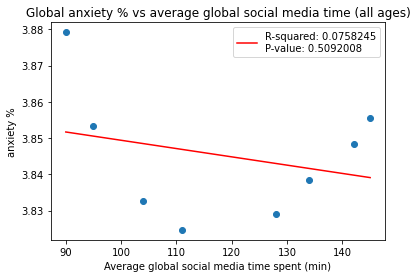 Global anxiety % vs average global social media time (all ages)
R-squared: 0.0758245
P-value: 0.5092008
3.88
3.87
3.86
3.85
3.84
3.83
anxiety %
90 100 110 120 130 140
Average global social media time spent (min)